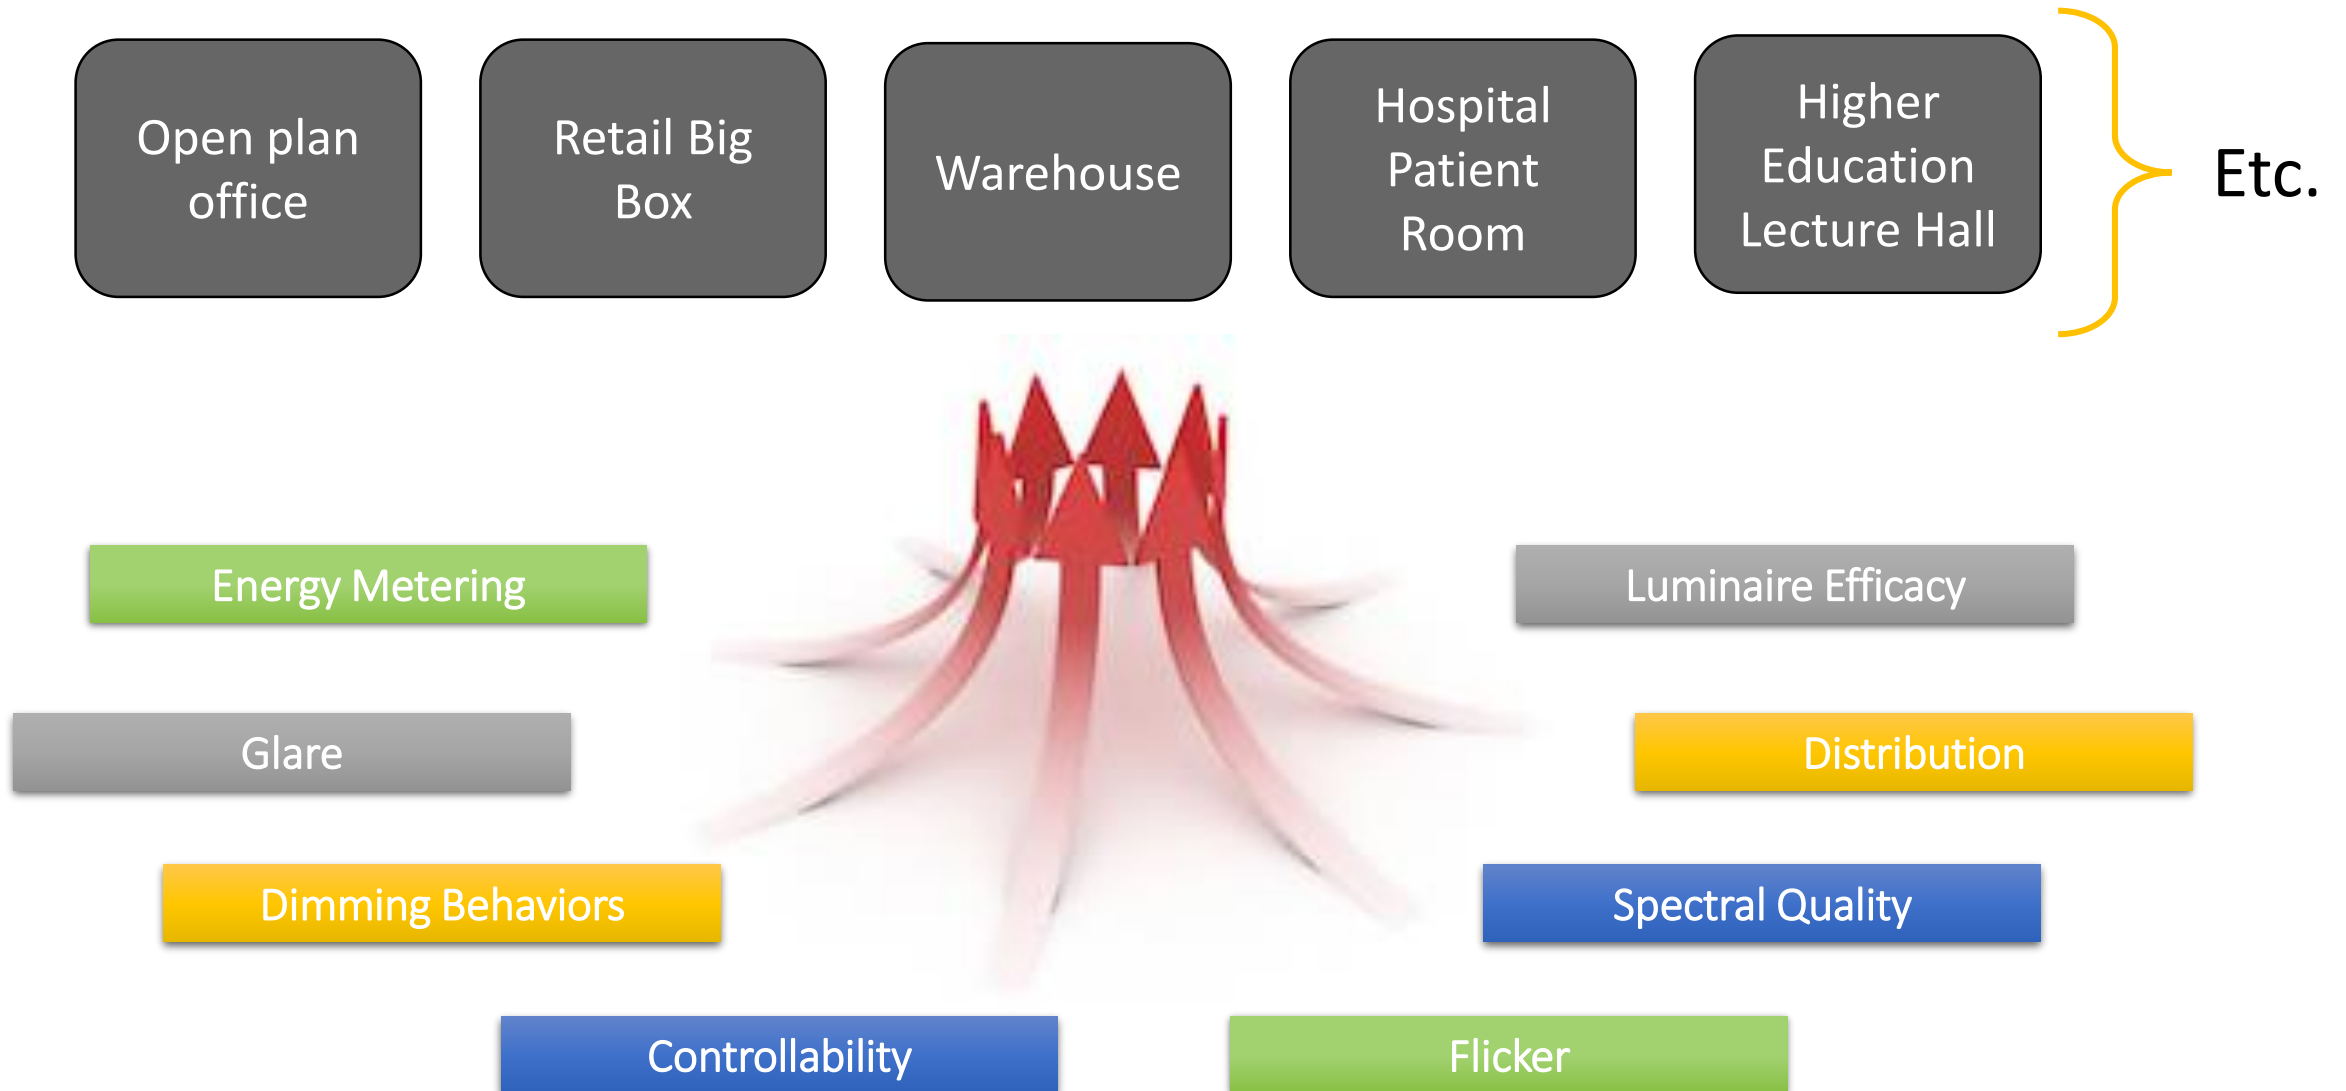 Open plan
office
Retail Big
Box
Warehouse
Hospital
Patient
Room
Higher
Education
Lecture Hall
Etc.
Energy Metering
Luminaire Efficacy
Glare
Distribution
Dimming Behaviors
Spectral Quality
Controllability
Flicker